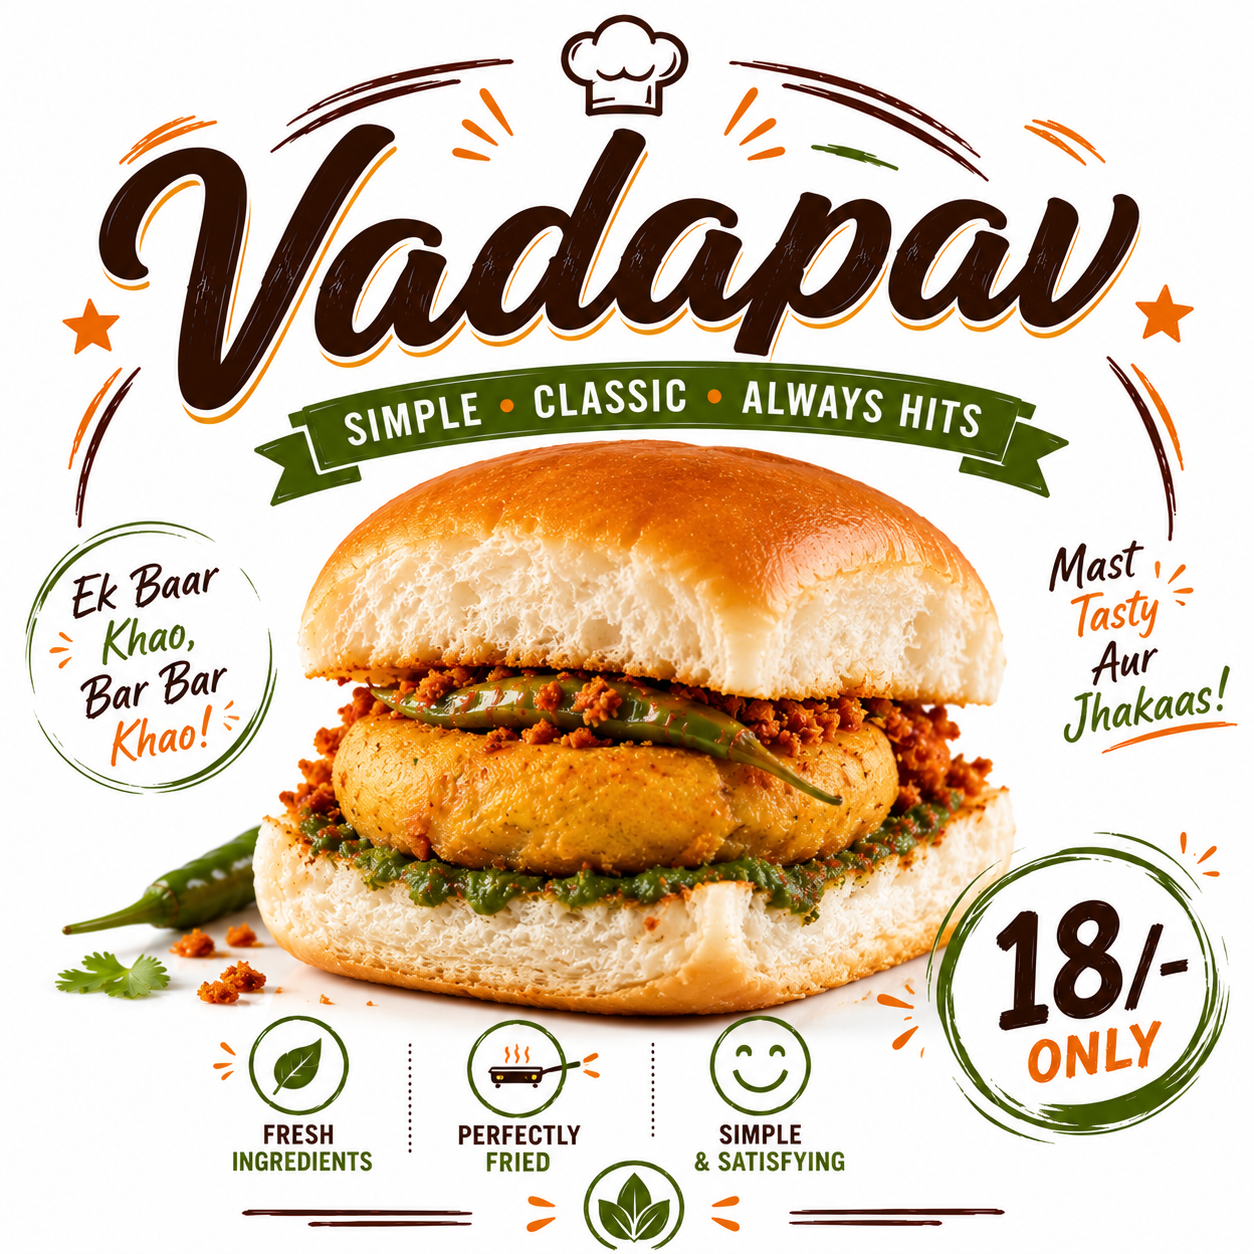 Vadapav
SIMPLE • CLASSIC • ALWAYS HITS
Ek Baar
Khao,
Bar Bar
Khao!
Mast
Tasty
Aur
Jhakaas!
18/-
ONLY
FRESH
INGREDIENTS
PERFECTLY
FRIED
SIMPLE
& SATISFYING